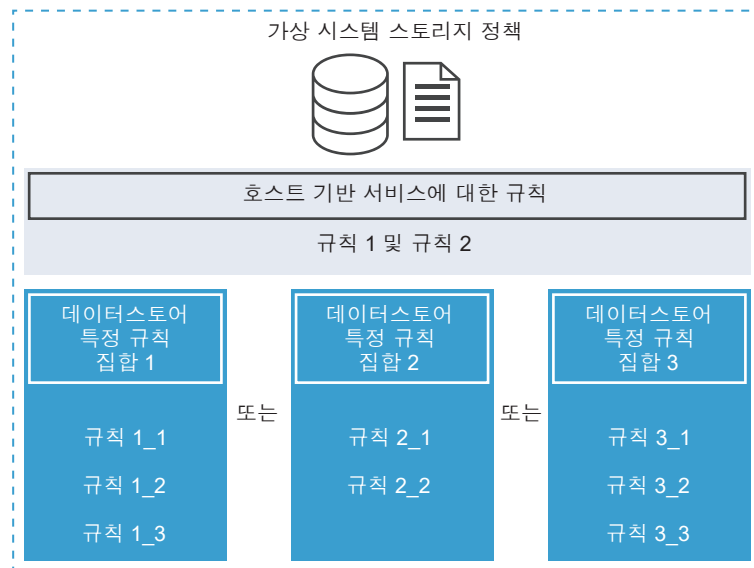 가상 시스템 스토리지 정책
호스트 기반 서비스에 대한 규칙
규칙 1 및 규칙 2
데이터스토어
특정 규칙
집합 1
규칙 1_1
규칙 1_2
규칙 1_3
또는
데이터스토어
특정 규칙
집합 2
규칙 2_1
규칙 2_2
또는
데이터스토어
특정 규칙
집합 3
규칙 3_1
규칙 3_2
규칙 3_3